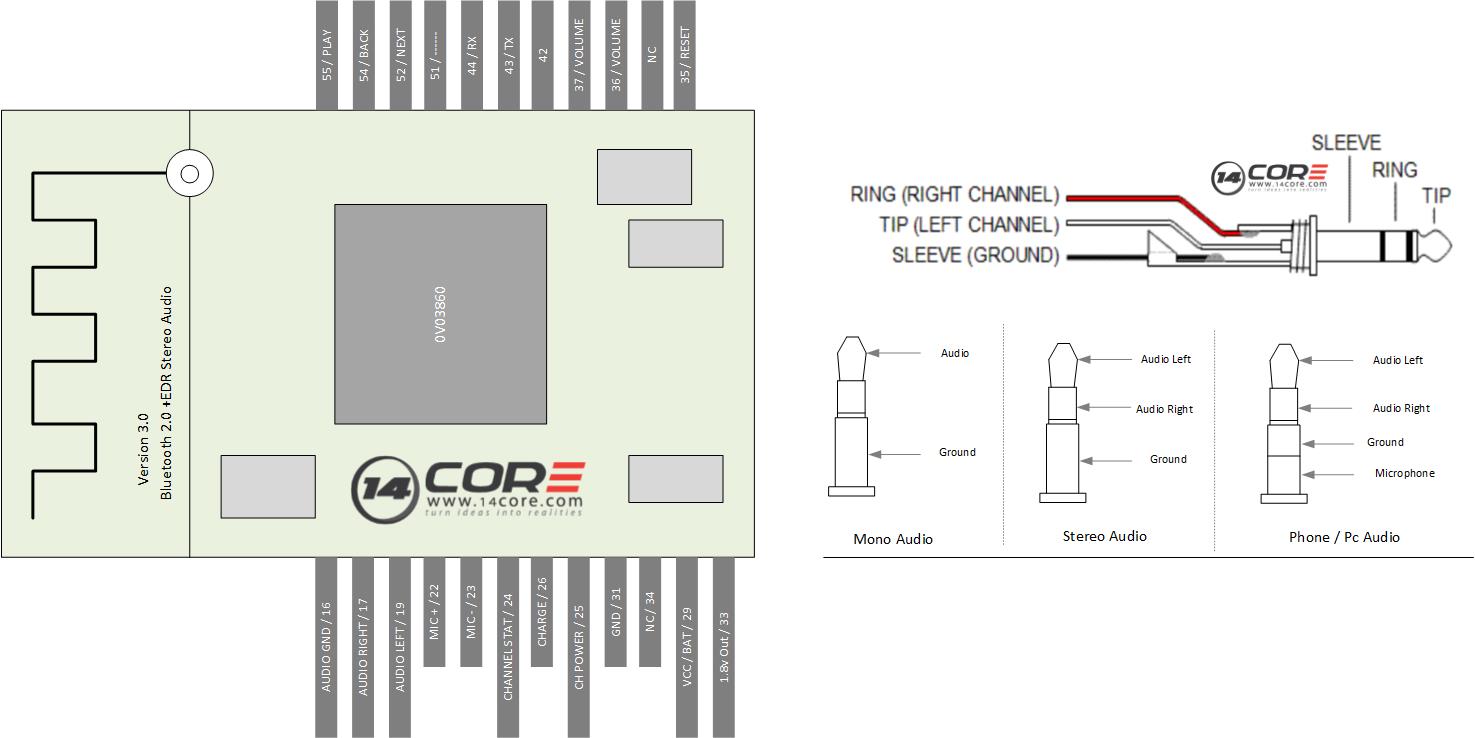 55 / PLAY
54 / BACK
52 / NEXT
51 / ------
44 / RX
43 / TX
42
37 / VOLUME
36 / VOLUME
NC
35 / RESET
Version 3.0
Bluetooth 2.0 +EDR Stereo Audio
0V03860
14 CORE
www.14core.com
turn ideas into realities
AUDIO GND / 16
AUDIO RIGHT / 17
AUDIO LEFT / 19
MIC + / 22
MIC - / 23
CHANNEL STAT / 24
CHARGE / 26
CH POWER / 25
GND / 31
NC / 34
VCC / BAT / 29
1.8v Out / 33
SLEEVE
RING
TIP
14 CORE
www.14core.com
turn ideas into realities
RING (RIGHT CHANNEL)
TIP (LEFT CHANNEL)
SLEEVE (GROUND)
Audio
Ground
Mono Audio
Audio Left
Audio Right
Ground
Stereo Audio
Audio Left
Audio Right
Ground
Microphone
Phone / Pc Audio